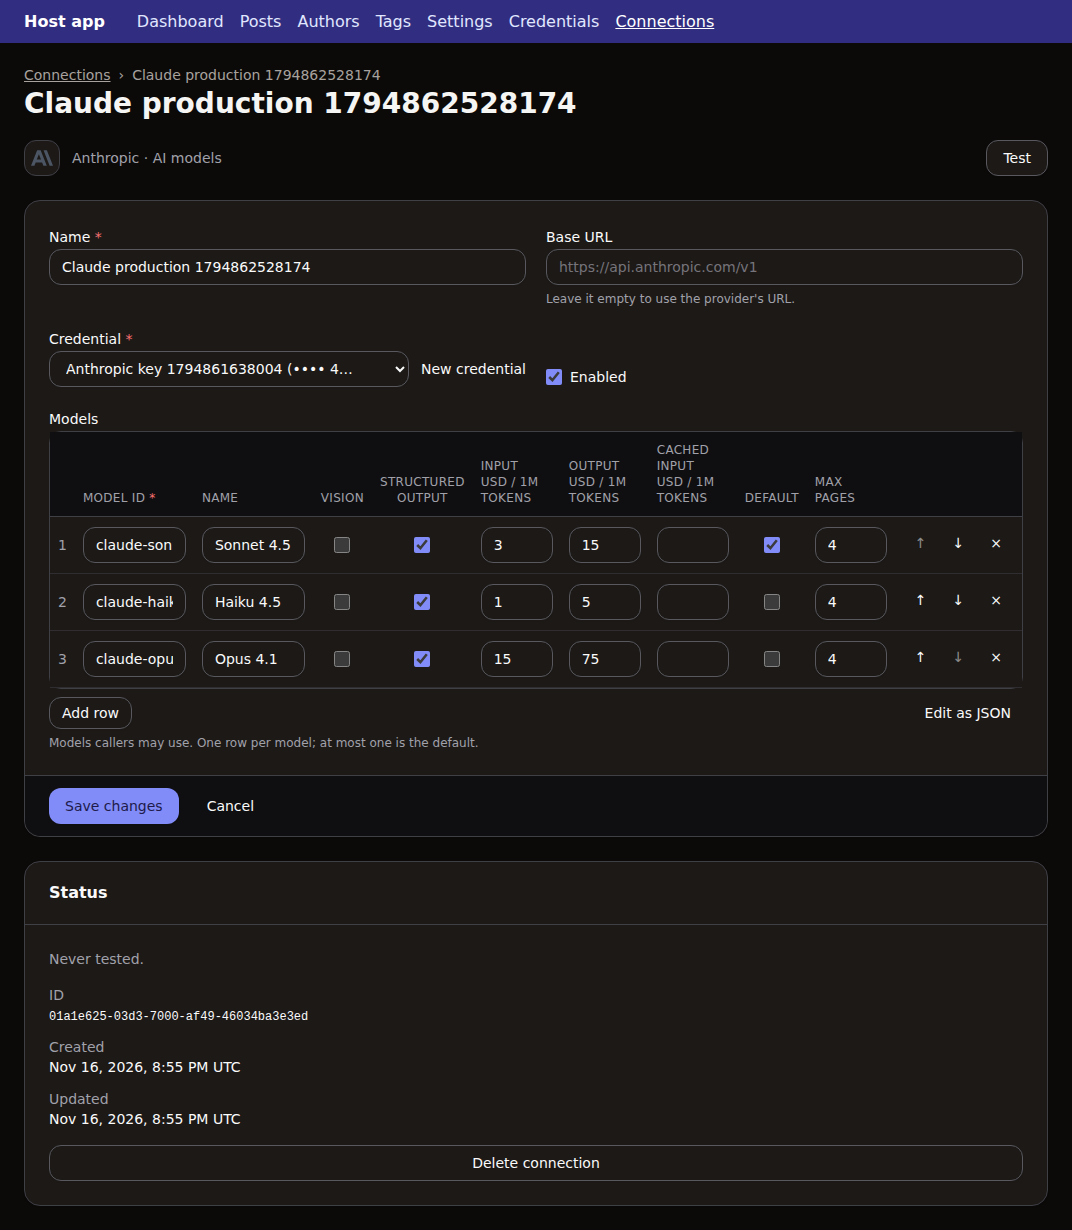 Host app Dashboard Posts Authors Tags Settings Credentials Connections
Connections › Claude production 1794862528174
Claude production 1794862528174
Anthropic · AI models
Test
Name *
Claude production 1794862528174
Base URL
https://api.anthropic.com/v1
Leave it empty to use the provider's URL.
Credential *
Anthropic key 1794861638004 (•••• 4...
New credential
Enabled
Models
MODEL ID *
NAME
VISION
STRUCTURED
OUTPUT
INPUT
USD / 1M
TOKENS
OUTPUT
USD / 1M
TOKENS
CACHED
INPUT
USD / 1M
TOKENS
DEFAULT
MAX
PAGES
1 claude-son Sonnet 4.5 3 15 4 ↑ ↓ ×
2 claude-haik Haiku 4.5 1 5 4 ↑ ↓ ×
3 claude-opu Opus 4.1 15 75 4 ↑ ↓ ×
Add row
Edit as JSON
Models callers may use. One row per model; at most one is the default.
Save changes
Cancel
Status
Never tested.
ID
01a1e625-03d3-7000-af49-46034ba3e3ed
Created
Nov 16, 2026, 8:55 PM UTC
Updated
Nov 16, 2026, 8:55 PM UTC
Delete connection